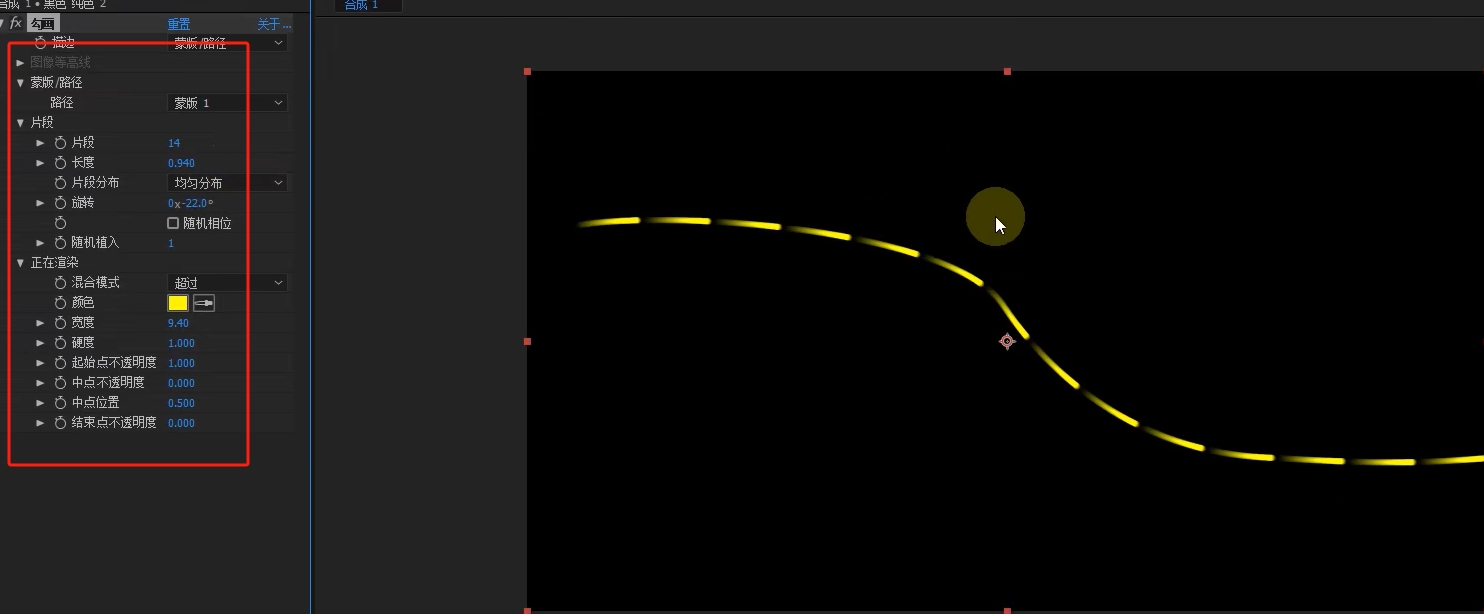 合成 1 • 黑色 纯色 2
合成 1
fx 勾画 重置 关于...
描边 蒙版/路径
图像等高线
蒙版/路径
路径 蒙版 1
片段
片段 14
长度 0.940
片段分布 均匀分布
旋转 0x-22.0°
随机相位
随机植入 1
正在渲染
混合模式 超过
颜色
宽度 9.40
硬度 1.000
起始点不透明度 1.000
中点不透明度 0.000
中点位置 0.500
结束点不透明度 0.000